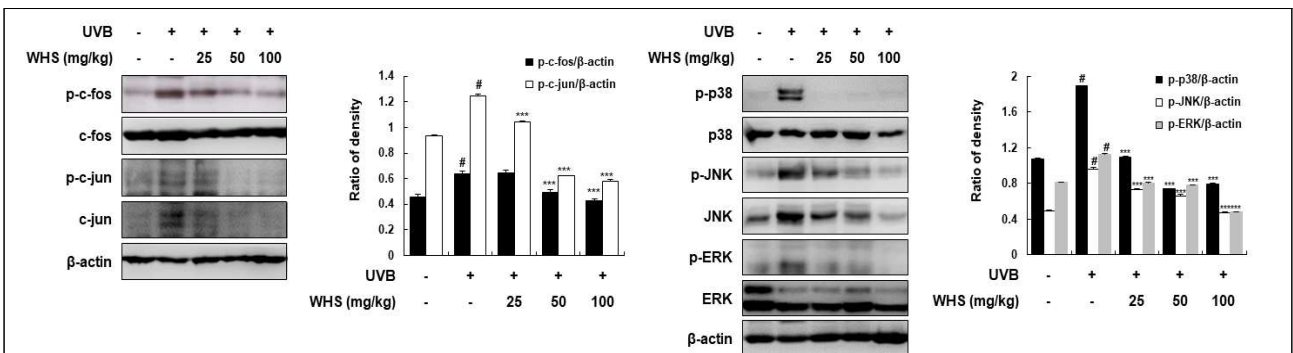 UVB - + + + +
WHS (mg/kg) - - 25 50 100
p-c-fos
c-fos
p-c-jun
c-jun
β-actin
p-c-fos/β-actin
p-c-jun/β-actin
Ratio of density
1.4
1.2
1
0.8
0.6
0.4
0.2
0
#
#
***
***
***
***
***
UVB - + + + +
WHS (mg/kg) - - 25 50 100
UVB - + + + +
WHS (mg/kg) - - 25 50 100
p-p38
p38
p-JNK
JNK
p-ERK
ERK
β-actin
p-p38/β-actin
p-JNK/β-actin
p-ERK/β-actin
Ratio of density
2
1.6
1.2
0.8
0.4
0
#
#
#
***
***
***
***
***
***
***
******
UVB - + + + +
WHS (mg/kg) - - 25 50 100